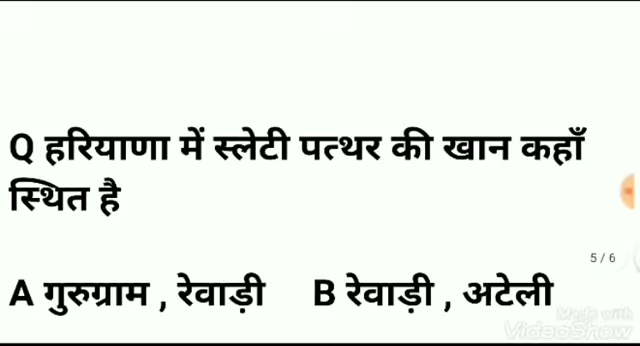 Q हरियाणा में स्लेटी पत्थर की खान कहाँ
स्थित है
5 / 6
A गुरुग्राम , रेवाड़ी B रेवाड़ी , अटेली
Made with
VideoShow